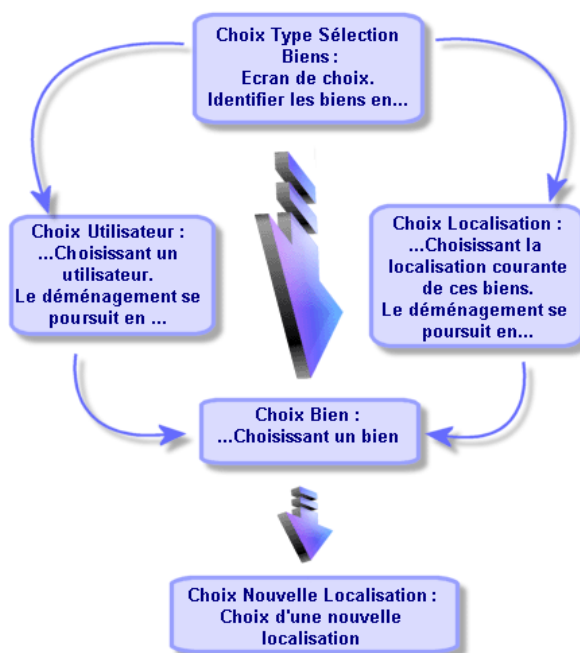 Choix Type Sélection
Biens :
Ecran de choix.
Identifier les biens en...
Choix Utilisateur :
...Choisissant un
utilisateur.
Le déménagement se
poursuit en ...
Choix Localisation :
...Choisissant la
localisation courante
de ces biens.
Le déménagement se
poursuit en...
Choix Bien :
...Choisissant un bien
Choix Nouvelle Localisation :
Choix d'une nouvelle
localisation